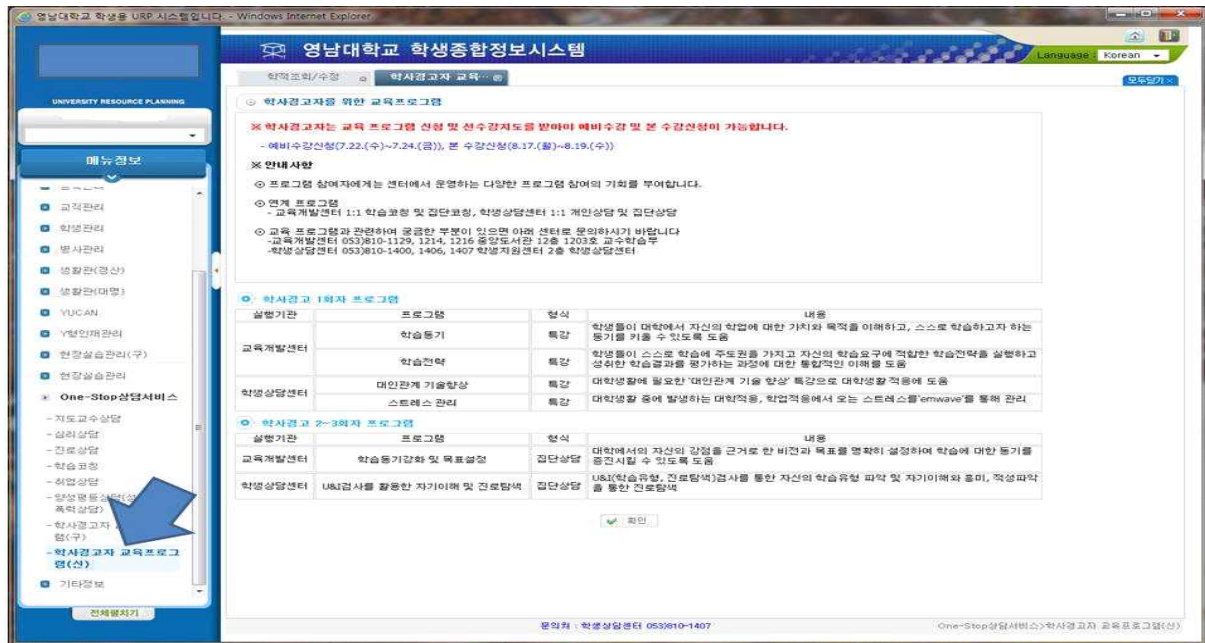 영남대학교 학생용 URP 시스템입니다. - Windows Internet Explorer
영남대학교 학생종합정보시스템
Language : Korean
학적조회/수정
학사경고자 교육…
모두닫기 ×
UNIVERSITY RESOURCE PLANNING
메뉴정보
교직관리
학생관리
병사관리
생활관(경산)
생활관(대명)
YUCAN
Y형인재관리
현장실습관리(구)
현장실습관리
One-Stop상담서비스
-지도교수상담
-심리상담
-진로상담
-학습코칭
-취업상담
-양성평등상담(성
폭력상담)
-학사경고자
램(구)
-학사경고자 교육프로그
램(신)
기타정보
전체펼치기
학사경고자를 위한 교육프로그램
※ 학사경고자는 교육 프로그램 신청 및 선수강지도를 받아야 예비수강 및 본 수강신청이 가능합니다.
- 예비수강신청(7.22.(수)~7.24.(금)), 본 수강신청(8.17.(월)~8.19.(수))
※ 안내사항
⊙ 프로그램 참여자에게는 센터에서 운영하는 다양한 프로그램 참여의 기회를 부여합니다.
⊙ 연계 프로그램
- 교육개발센터 1:1 학습코칭 및 집단코칭, 학생상담센터 1:1 개인상담 및 집단상담
⊙ 교육 프로그램과 관련하여 궁금한 부분이 있으면 아래 센터로 문의하시기 바랍니다
-교육개발센터 053)810-1129, 1214, 1216 중앙도서관 12층 1203호 교수학습부
-학생상담센터 053)810-1400, 1406, 1407 학생지원센터 2층 학생상담센터
학사경고 1회자 프로그램
실행기관 프로그램 형식 내용
교육개발센터 학습동기 특강 학생들이 대학에서 자신의 학업에 대한 가치와 목적을 이해하고, 스스로 학습하고자 하는
동기를 키울 수 있도록 도움
학습전략 특강 학생들이 스스로 학습에 주도권을 가지고 자신의 학습요구에 적합한 학습전략을 실행하고
성취한 학습결과를 평가하는 과정에 대한 통합적인 이해를 도움
학생상담센터 대인관계 기술향상 특강 대학생활에 필요한 '대인관계 기술 향상' 특강으로 대학생활 적응에 도움
스트레스 관리 특강 대학생활 중에 발생하는 대학적응, 학업적응에서 오는 스트레스를'emwave'를 통해 관리
학사경고 2~3회자 프로그램
실행기관 프로그램 형식 내용
교육개발센터 학습동기강화 및 목표설정 집단상담 대학에서의 자신의 강점을 근거로 한 비전과 목표를 명확히 설정하여 학습에 대한 동기를
증진시킬 수 있도록 도움
학생상담센터 U&I검사를 활용한 자기이해 및 진로탐색 집단상담 U&I(학습유형, 진로탐색)검사를 통한 자신의 학습유형 파악 및 자기이해와 흥미, 적성파악
을 통한 진로탐색
확인
문의처 : 학생상담센터 053)810-1407
One-Stop상담서비스>학사경고자 교육프로그램(신)